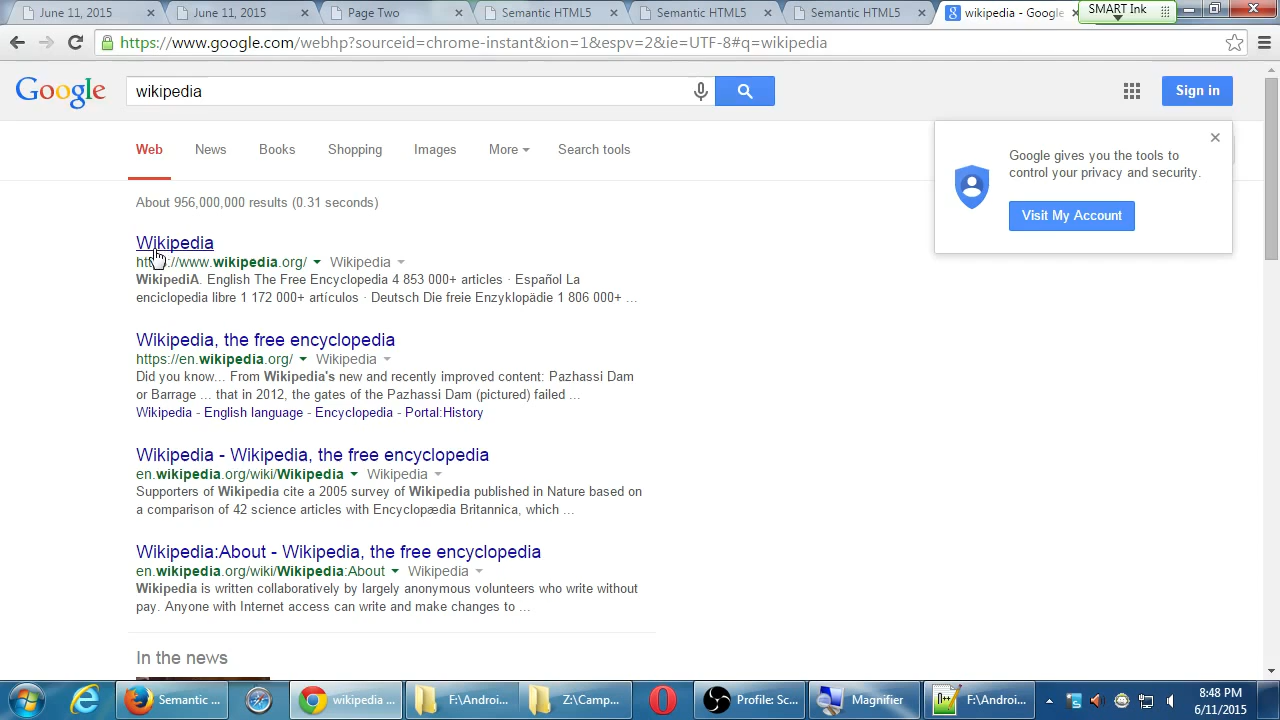 June 11, 2015
June 11, 2015
Page Two
Semantic HTML5
Semantic HTML5
Semantic HTML5
wikipedia - Google
SMART Ink
https://www.google.com/webhp?sourceid=chrome-instant&ion=1&espv=2&ie=UTF-8#q=wikipedia
Google
wikipedia
Sign in
Web News Books Shopping Images More Search tools
Google gives you the tools to
control your privacy and security.
Visit My Account
About 956,000,000 results (0.31 seconds)
Wikipedia
://www.wikipedia.org/ Wikipedia
WikipediA. English The Free Encyclopedia 4 853 000+ articles · Español La
enciclopedia libre 1 172 000+ artículos · Deutsch Die freie Enzyklopädie 1 806 000+ ...
Wikipedia, the free encyclopedia
https://en.wikipedia.org/ Wikipedia
Did you know... From Wikipedia's new and recently improved content: Pazhassi Dam
or Barrage ... that in 2012, the gates of the Pazhassi Dam (pictured) failed ...
Wikipedia - English language - Encyclopedia - Portal:History
Wikipedia - Wikipedia, the free encyclopedia
en.wikipedia.org/wiki/Wikipedia Wikipedia
Supporters of Wikipedia cite a 2005 survey of Wikipedia published in Nature based on
a comparison of 42 science articles with Encyclopædia Britannica, which ...
Wikipedia:About - Wikipedia, the free encyclopedia
en.wikipedia.org/wiki/Wikipedia:About Wikipedia
Wikipedia is written collaboratively by largely anonymous volunteers who write without
pay. Anyone with Internet access can write and make changes to ...
In the news
Semantic ...
wikipedia ...
F:\Androi...
Z:\Camp...
Profile: Sc...
Magnifier
F:\Androi...
8:48 PM
6/11/2015